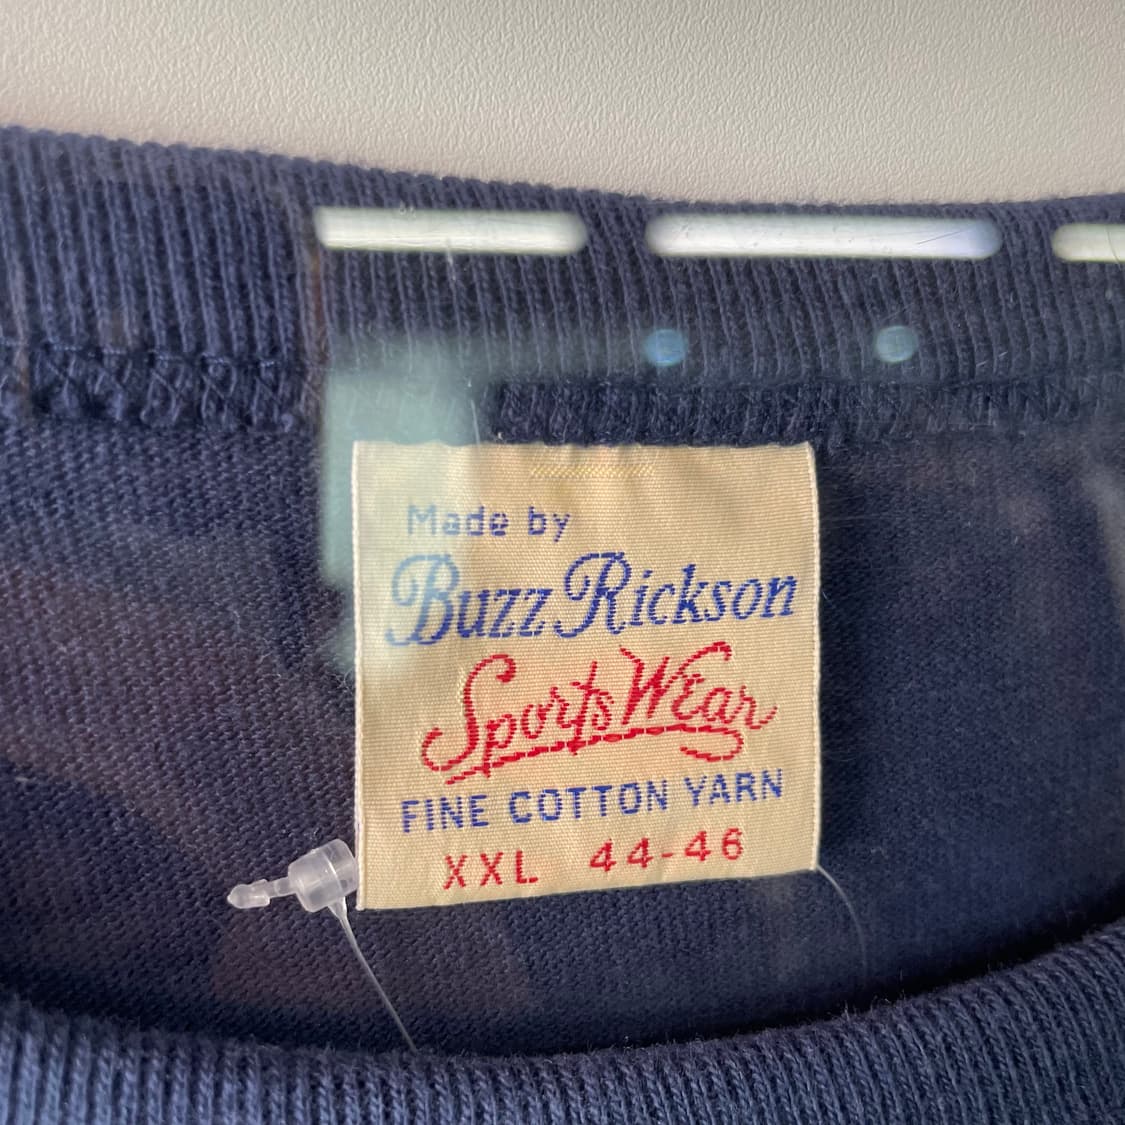 Made by
Buzz Rickson
Sports Wear
FINE COTTON YARN
XXL 44-46